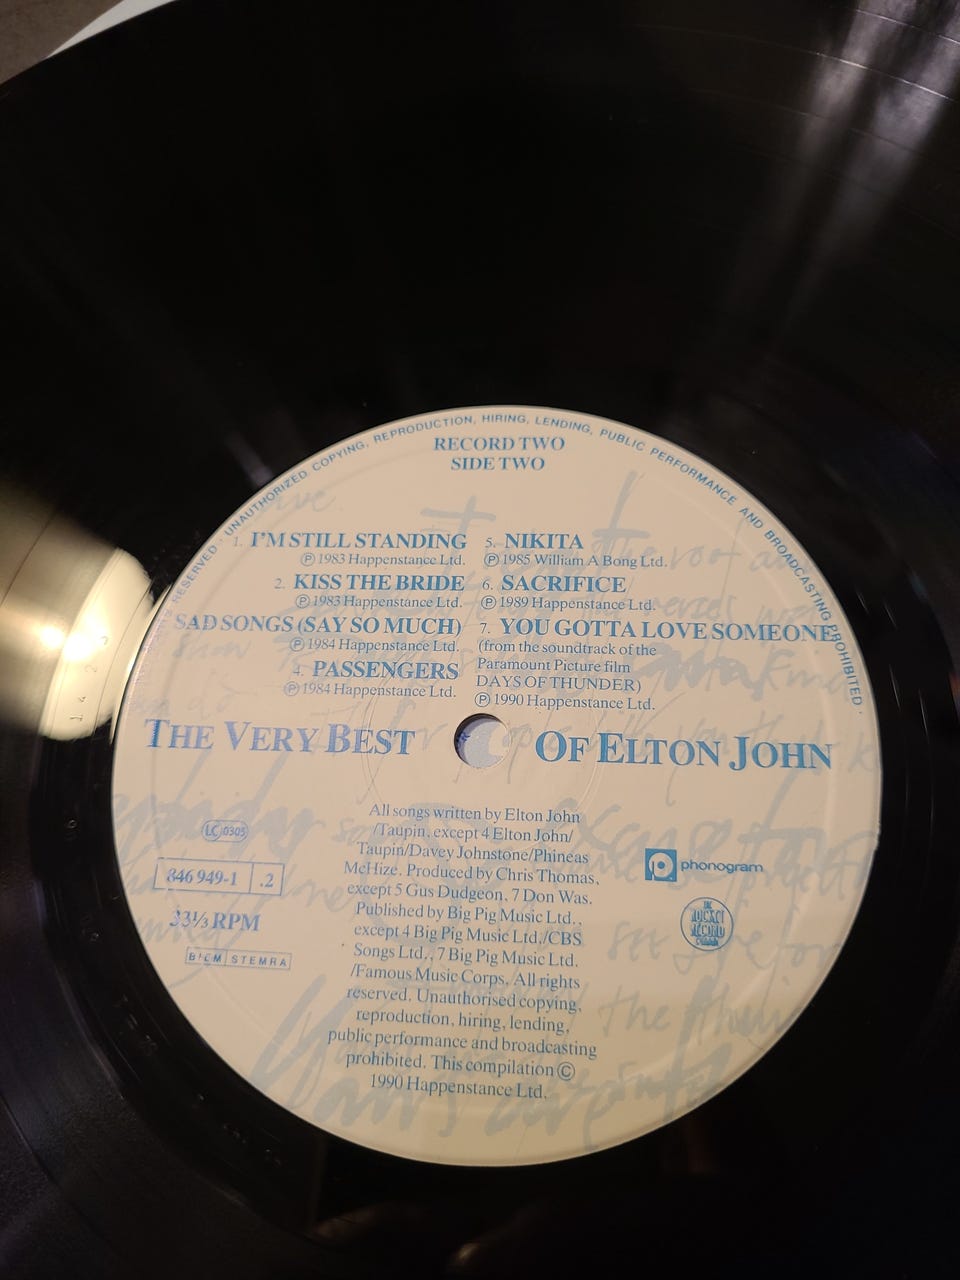 RESERVED · UNAUTHORIZED COPYING, REPRODUCTION, HIRING, LENDING, PUBLIC PERFORMANCE AND BROADCASTING PROHIBITED ·
RECORD TWO
SIDE TWO
1. I'M STILL STANDING
Ⓟ 1983 Happenstance Ltd.
2. KISS THE BRIDE
Ⓟ 1983 Happenstance Ltd.
SAD SONGS (SAY SO MUCH)
Ⓟ 1984 Happenstance Ltd.
4. PASSENGERS
Ⓟ 1984 Happenstance Ltd.
5. NIKITA
Ⓟ 1985 William A Bong Ltd.
6. SACRIFICE
Ⓟ 1989 Happenstance Ltd.
7. YOU GOTTA LOVE SOMEONE
(from the soundtrack of the
Paramount Picture film
DAYS OF THUNDER)
Ⓟ 1990 Happenstance Ltd.
THE VERY BEST OF ELTON JOHN
All songs written by Elton John
/Taupin, except 4 Elton John/
Taupin/Davey Johnstone/Phineas
McHize. Produced by Chris Thomas,
except 5 Gus Dudgeon, 7 Don Was.
Published by Big Pig Music Ltd.,
except 4 Big Pig Music Ltd./CBS
Songs Ltd., 7 Big Pig Music Ltd.
/Famous Music Corps. All rights
reserved. Unauthorised copying,
reproduction, hiring, lending,
public performance and broadcasting
prohibited. This compilation ©
1990 Happenstance Ltd.
LC 0305
846 949-1 .2
33⅓ RPM
BIEM STEMRA
phonogram
THE
ROCKET
RECORD